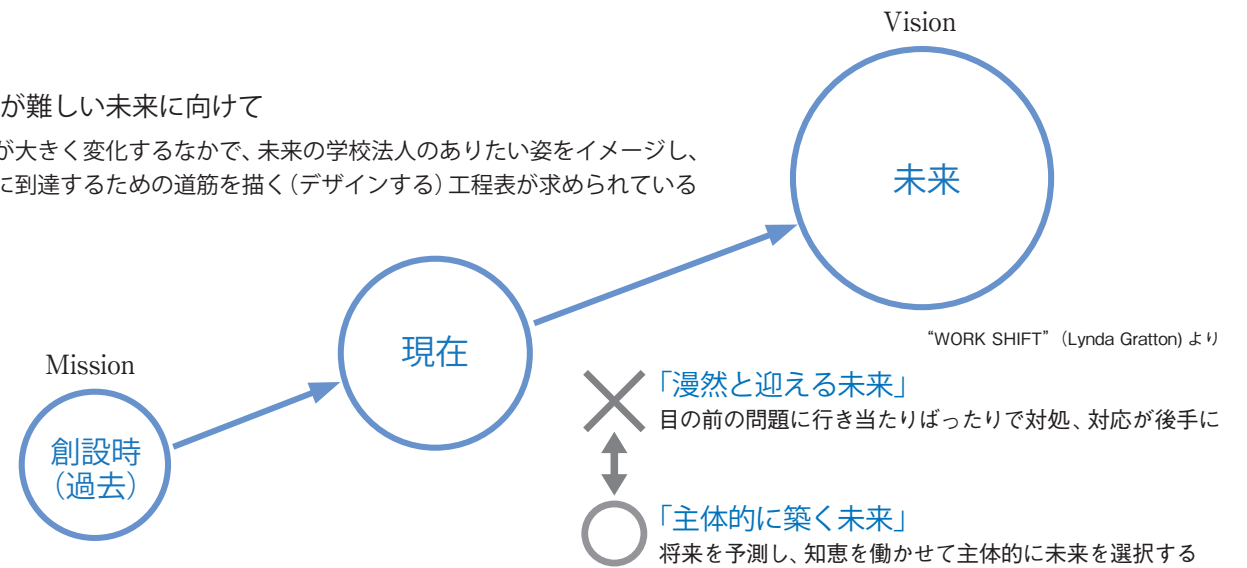 Vision
が難しい未来に向けて
が大きく変化するなかで、未来の学校法人のありたい姿をイメージし、
に到達するための道筋を描く(デザインする)工程表が求められている
未来
現在
“WORK SHIFT”(Lynda Gratton)より
Mission
創設時
(過去)
「漫然と迎える未来」
目の前の問題に行き当たりばったりで対処、対応が後手に
「主体的に築く未来」
将来を予測し、知恵を働かせて主体的に未来を選択する